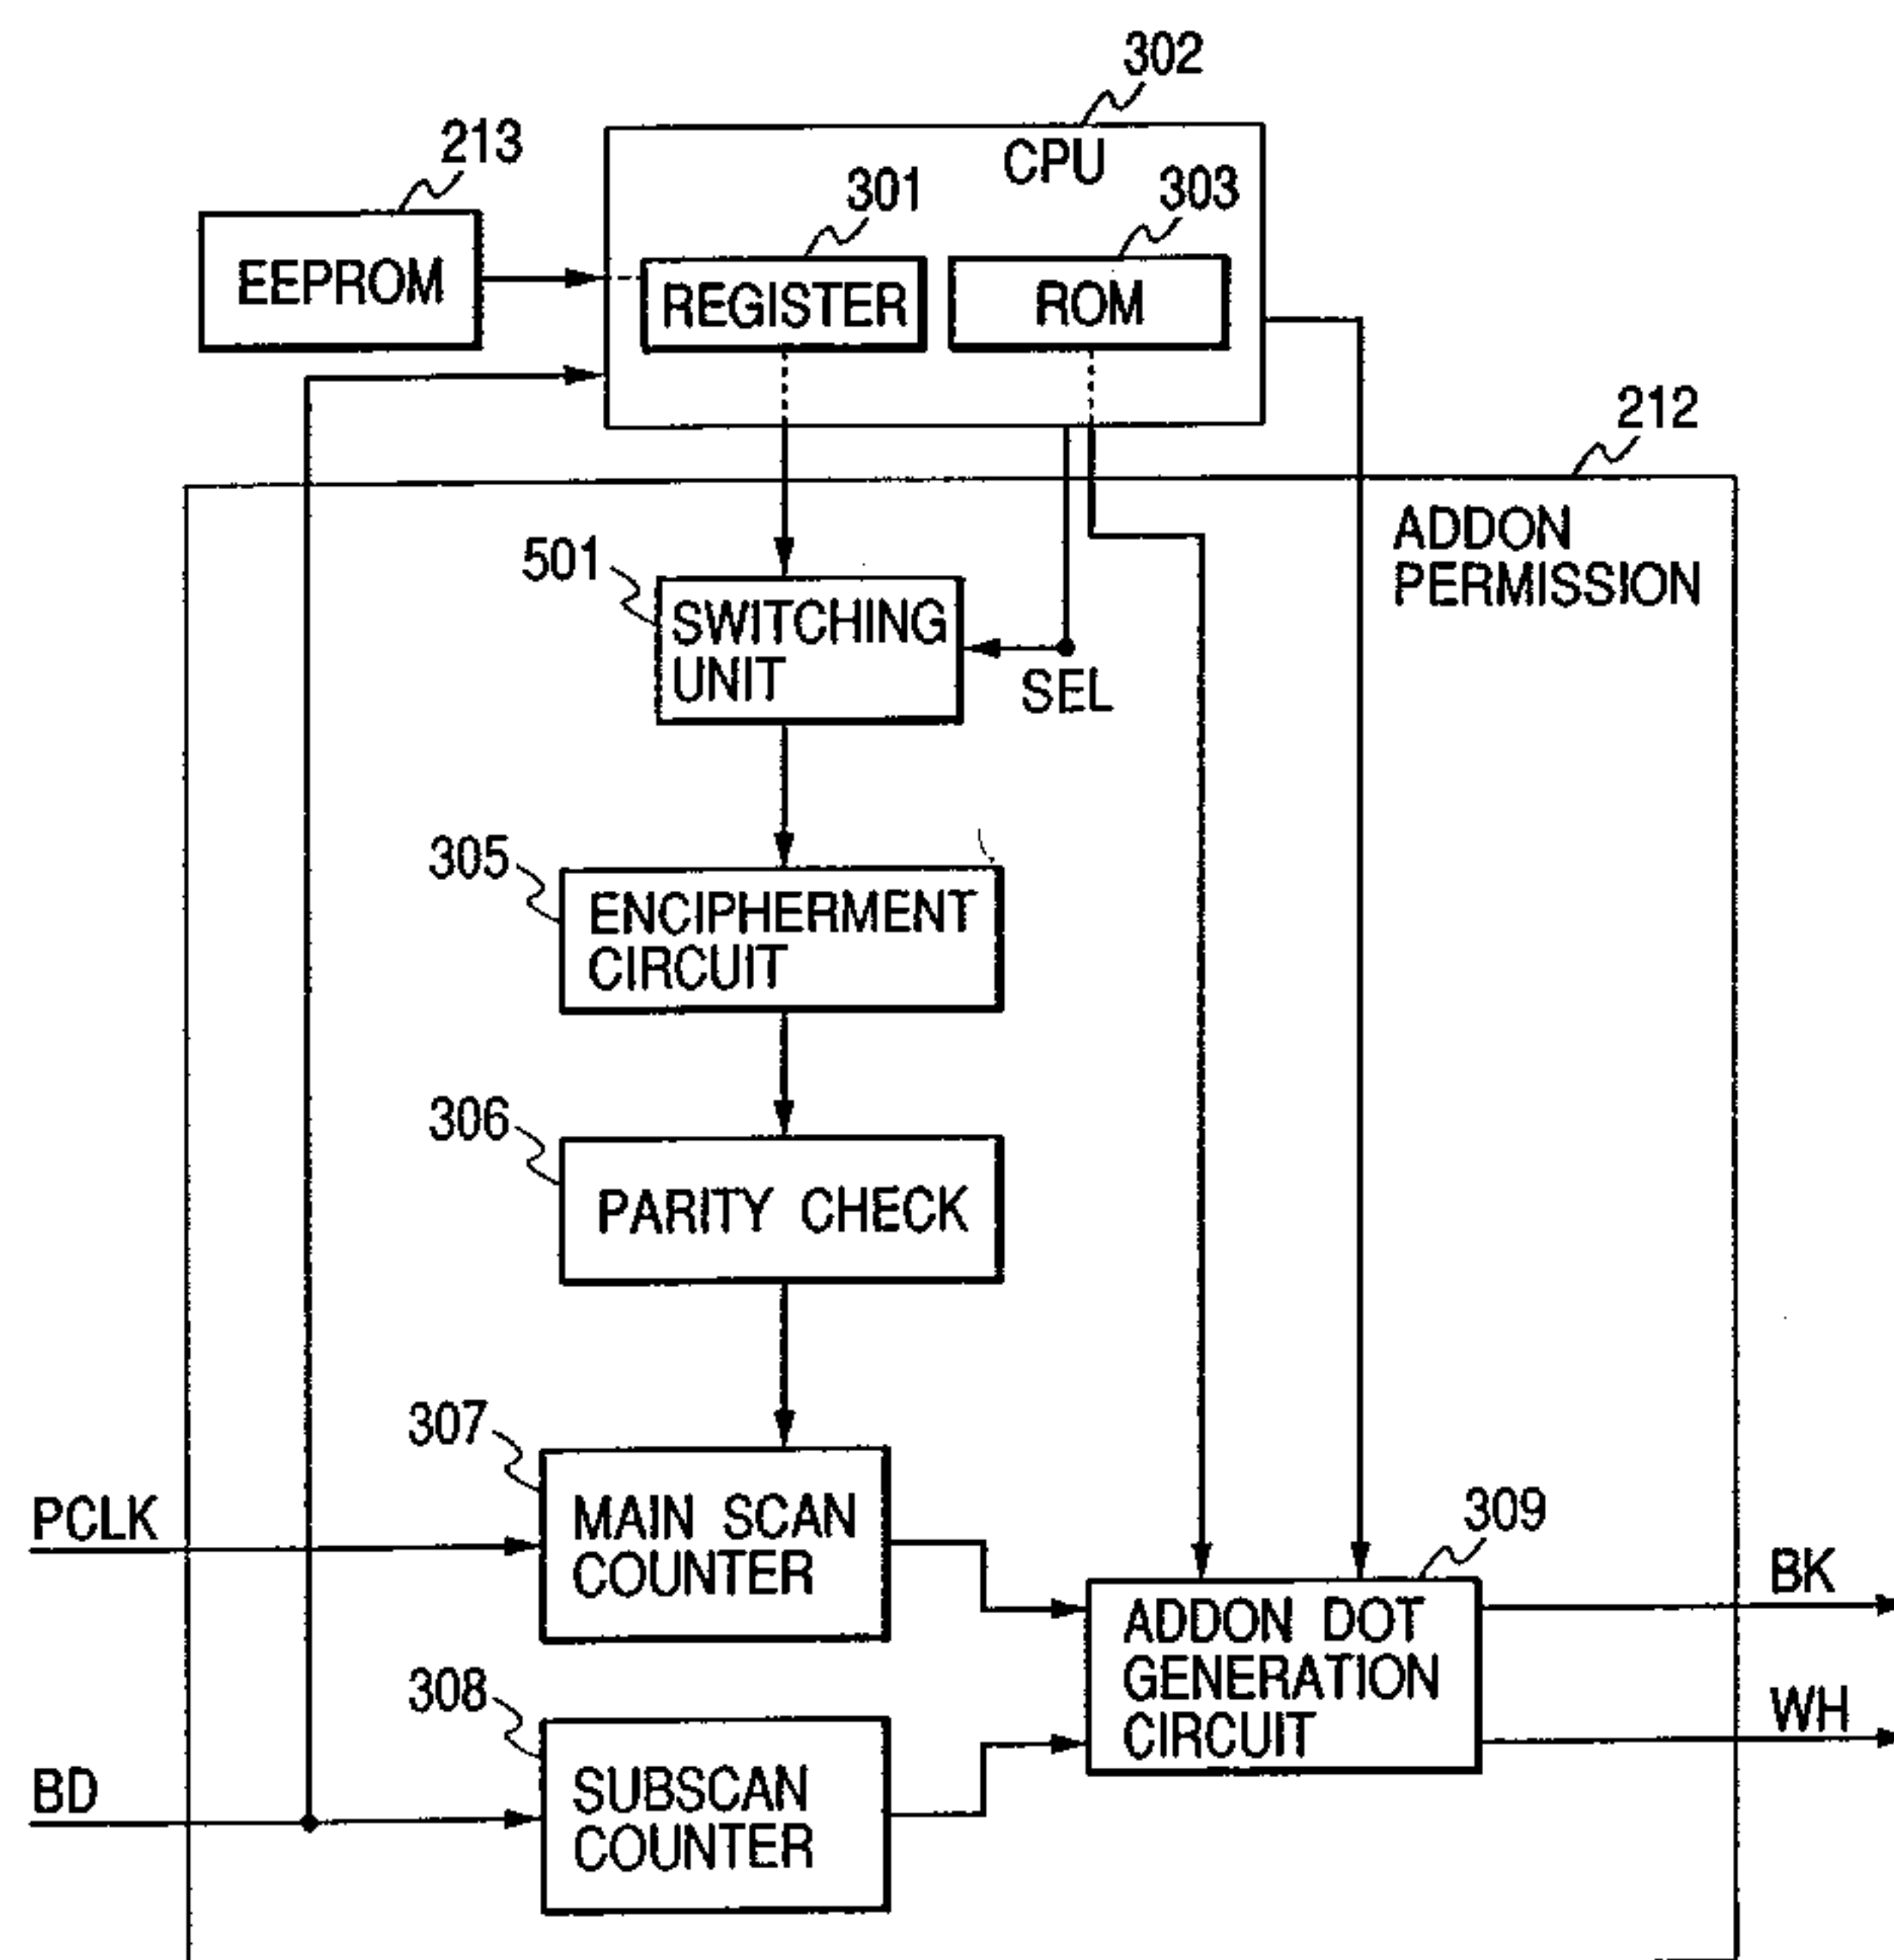 302
213
CPU
301
303
EEPROM
REGISTER
ROM
212
ADDON
PERMISSION
501
SWITCHING
UNIT
SEL
305
ENCIPHERMENT
CIRCUIT
306
PARITY CHECK
307
PCLK
MAIN SCAN
COUNTER
309
BK
ADDON DOT
GENERATION
CIRCUIT
308
WH
BD
SUBSCAN
COUNTER